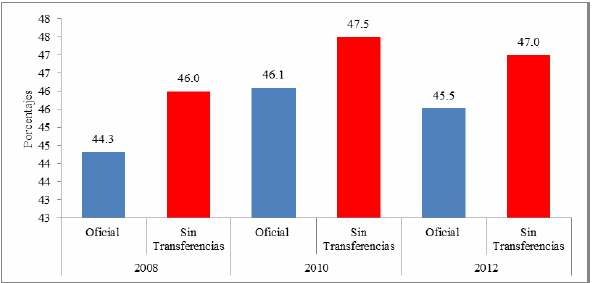 Porcentajes
48
48
47
47
46
46
45
45
44
44
43
43
44.3
46.0
46.1
47.5
45.5
47.0
Oficial
Sin
Transferencias
Oficial
Sin
Transferencias
Oficial
Sin
Transferencias
2008
2010
2012